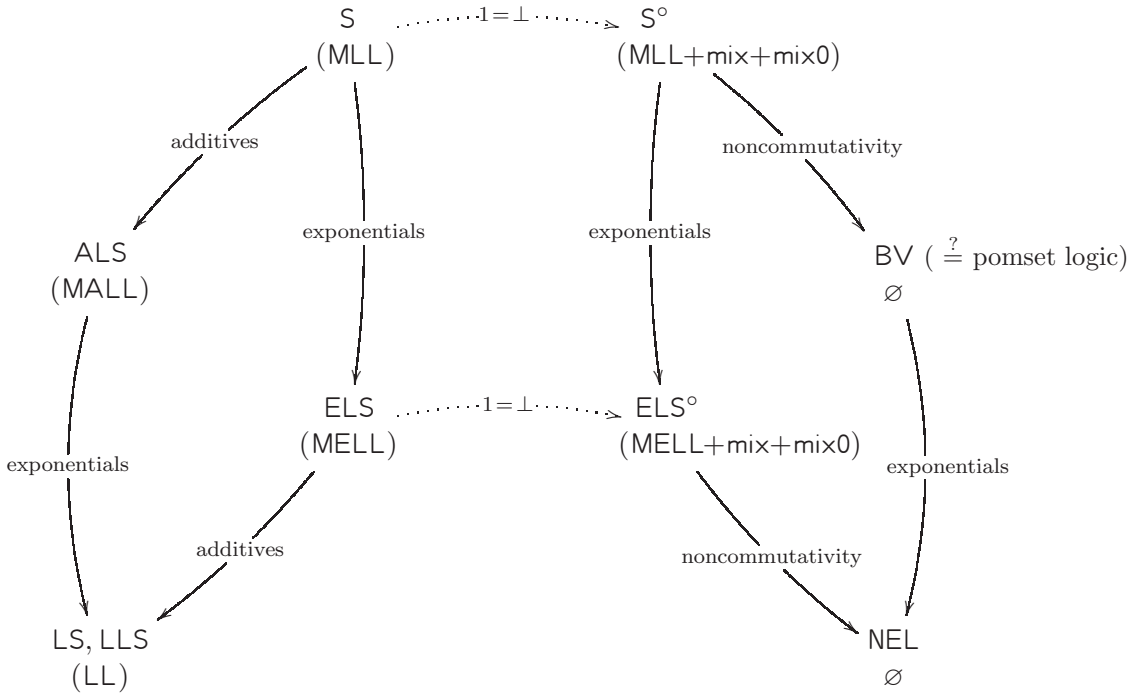 S 1=⊥ S°
(MLL) (MLL+mix+mix0)
additives noncommutativity
exponentials exponentials
ALS BV ( ≟ pomset logic)
(MALL) ∅
ELS 1=⊥ ELS°
(MELL) (MELL+mix+mix0)
exponentials exponentials
additives noncommutativity
LS, LLS NEL
(LL) ∅